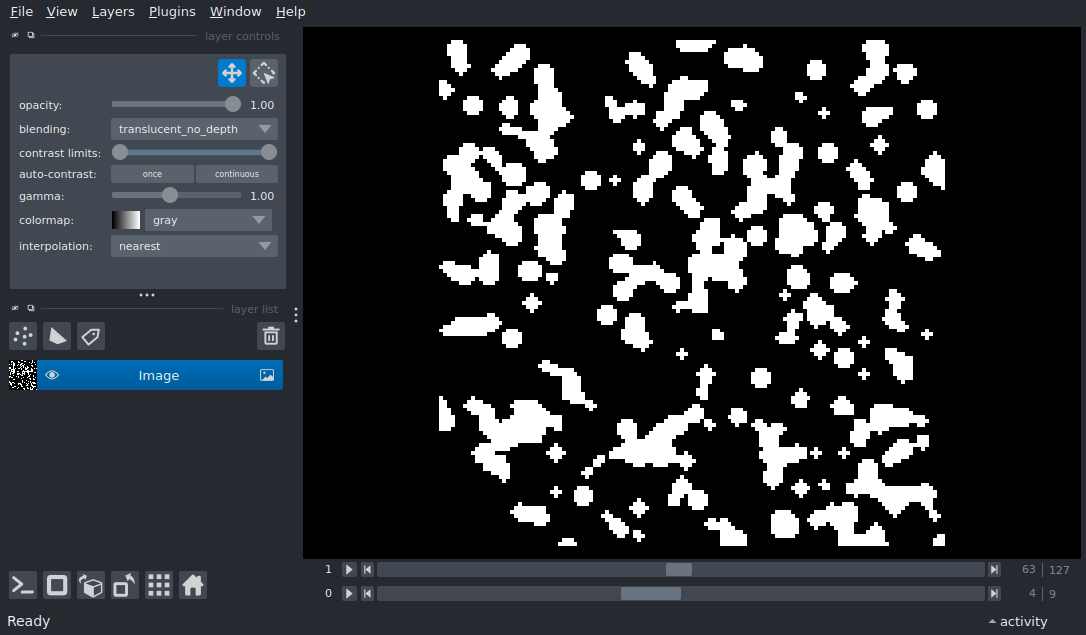 File View Layers Plugins Window Help
layer controls
opacity: 1.00
blending: translucent_no_depth
contrast limits:
auto-contrast: once continuous
gamma: 1.00
colormap: gray
interpolation: nearest
layer list
Image
1 63 127
0 4 9
Ready activity